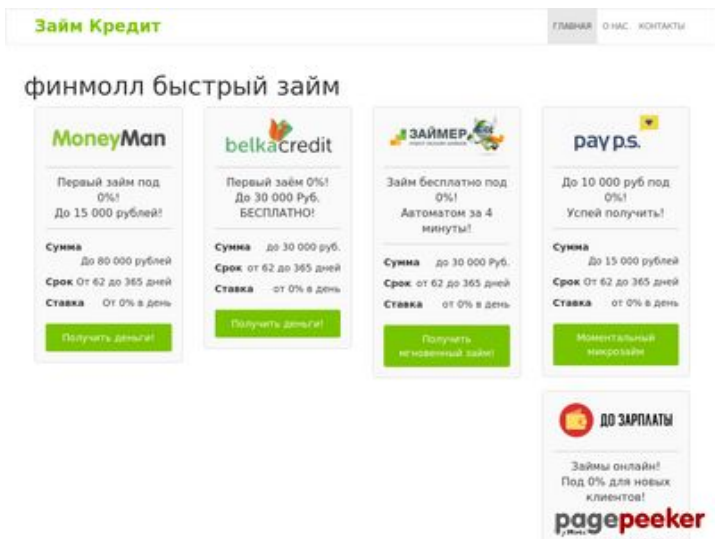 Займ Кредит
ГЛАВНАЯ О НАС КОНТАКТЫ
финмолл быстрый займ
MoneyMan
Первый займ под
0%!
До 15 000 рублей!
Сумма
До 80 000 рублей
Срок От 62 до 365 дней
Ставка От 0% в день
Получить деньги!
belkacredit
Первый заём 0%!
До 30 000 Руб.
БЕСПЛАТНО!
Сумма до 30 000 руб.
Срок От 62 до 365 дней
Ставка от 0% в день
Получить деньги!
ЗАЙМЕР
Займ бесплатно под
0%!
Автоматом за 4
минуты!
Сумма до 30 000 Руб.
Срок от 62 до 365 дней
Ставка от 0% в день
Получить
мгновенный займ!
pay p.s.
До 10 000 руб под
0%!
Успей получить!
Сумма
До 15 000 рублей
Срок От 62 до 365 дней
Ставка от 0% в день
Моментальный
микрозайм
ДО ЗАРПЛАТЫ
Займы онлайн!
Под 0% для новых
клиентов!
pagepeeker